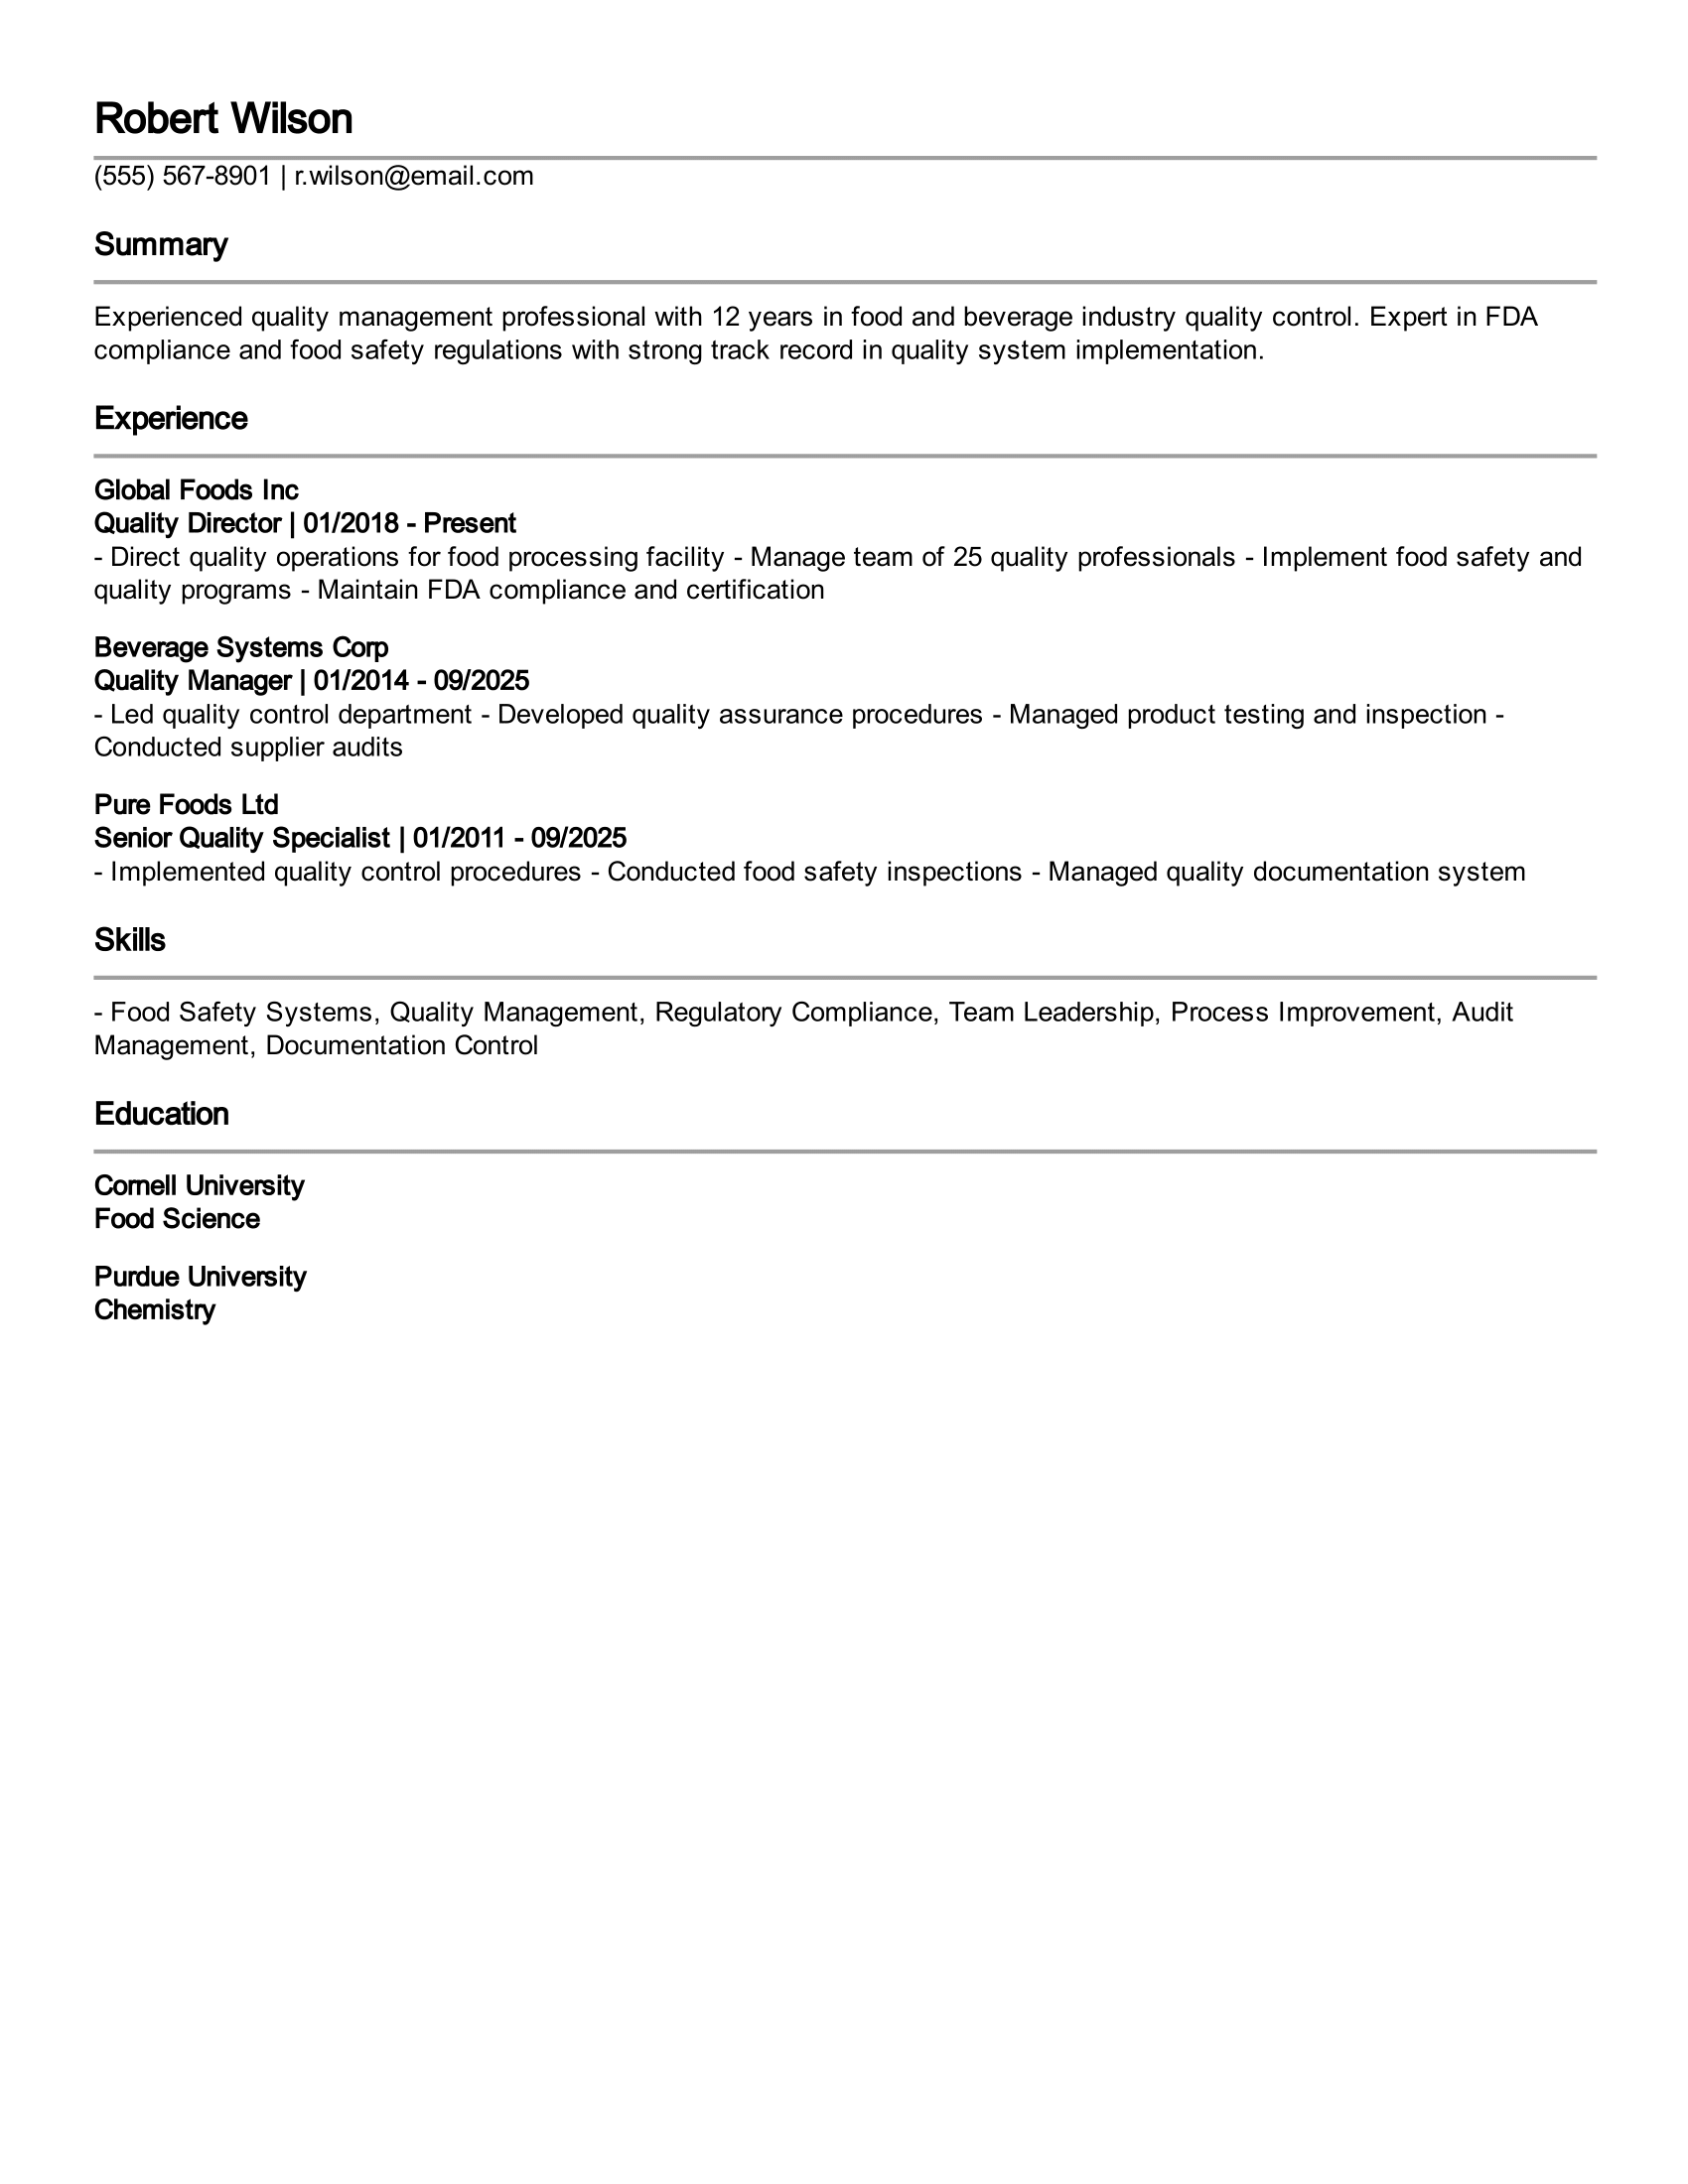 Robert Wilson
(555) 567-8901 | r.wilson@email.com
Summary
Experienced quality management professional with 12 years in food and beverage industry quality control. Expert in FDA
compliance and food safety regulations with strong track record in quality system implementation.
Experience
Global Foods Inc
Quality Director | 01/2018 - Present
- Direct quality operations for food processing facility - Manage team of 25 quality professionals - Implement food safety and
quality programs - Maintain FDA compliance and certification
Beverage Systems Corp
Quality Manager | 01/2014 - 09/2025
- Led quality control department - Developed quality assurance procedures - Managed product testing and inspection -
Conducted supplier audits
Pure Foods Ltd
Senior Quality Specialist | 01/2011 - 09/2025
- Implemented quality control procedures - Conducted food safety inspections - Managed quality documentation system
Skills
- Food Safety Systems, Quality Management, Regulatory Compliance, Team Leadership, Process Improvement, Audit
Management, Documentation Control
Education
Cornell University
Food Science
Purdue University
Chemistry